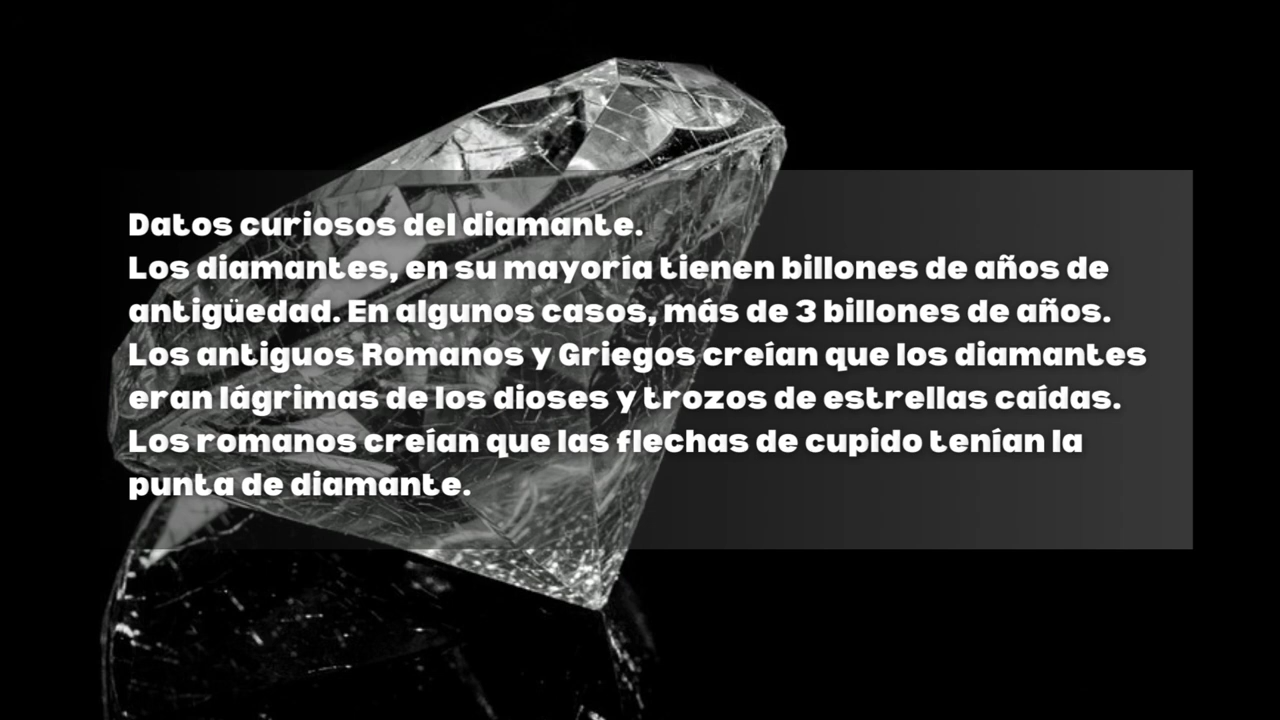 Datos curiosos del diamante.
Los diamantes, en su mayoría tienen billones de años de
antigüedad. En algunos casos, más de 3 billones de años.
Los antiguos Romanos y Griegos creían que los diamantes
eran lágrimas de los dioses y trozos de estrellas caídas.
Los romanos creían que las flechas de cupido tenían la
punta de diamante.